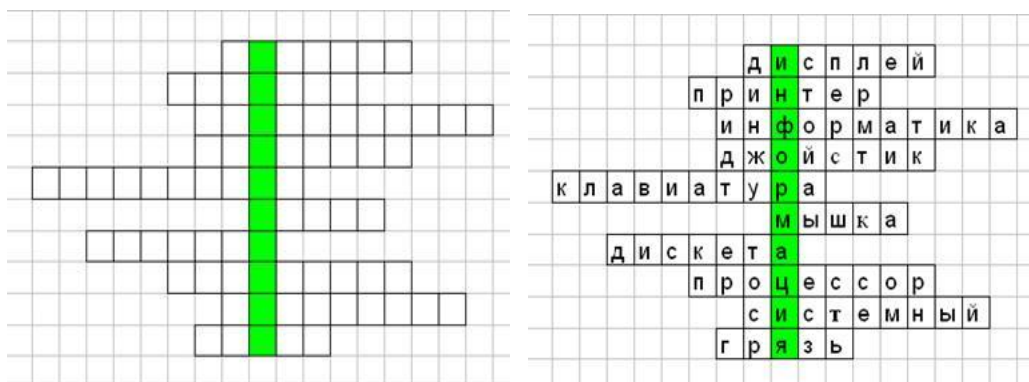 дисплей
принтер
информатика
джойстик
клавиатура
мышка
дискета
процессор
системный
грязь